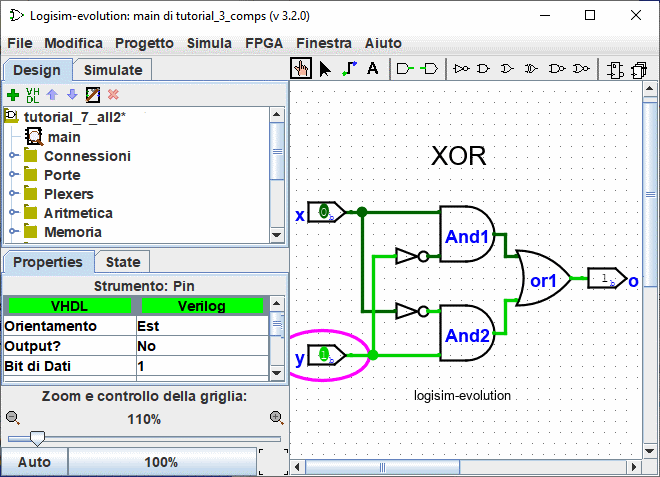 Logisim-evolution: main di tutorial_3_comps (v 3.2.0)
File Modifica Progetto Simula FPGA Finestra Aiuto
Design Simulate
A
VH
DL
tutorial_7_all2*
main
Connessioni
Porte
Plexers
Aritmetica
Memoria
Properties State
Strumento: Pin
VHDL Verilog
Orientamento Est
Output? No
Bit di Dati 1
Zoom e controllo della griglia:
110%
Auto 100%
XOR
x 0
And1
or1 1 o
And2
y 1
logisim-evolution